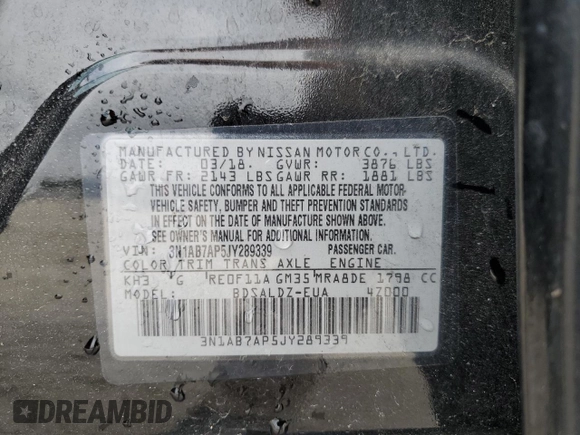 MANUFACTURED BY NISSAN MOTOR CO., LTD.
DATE: 03/18. GVWR: 3876 LBS
GAWR FR: 2143 LBS GAWR RR: 1881 LBS
THIS VEHICLE CONFORMS TO ALL APPLICABLE FEDERAL MOTOR
VEHICLE SAFETY, BUMPER AND THEFT PREVENTION STANDARDS
IN EFFECT ON THE DATE OF MANUFACTURE SHOWN ABOVE.
SEE OWNER'S MANUAL FOR ADDITIONAL INFORMATION
VIN: 3N1AB7AP5JY289339 PASSENGER CAR.
COLOR TRIM TRANS AXLE ENGINE
KH3 G RE0F11A GM35 MRA8DE 1798 CC
MODEL: BDSALDZ-EUA 47000
3N1AB7AP5JY289339
DREAMBID